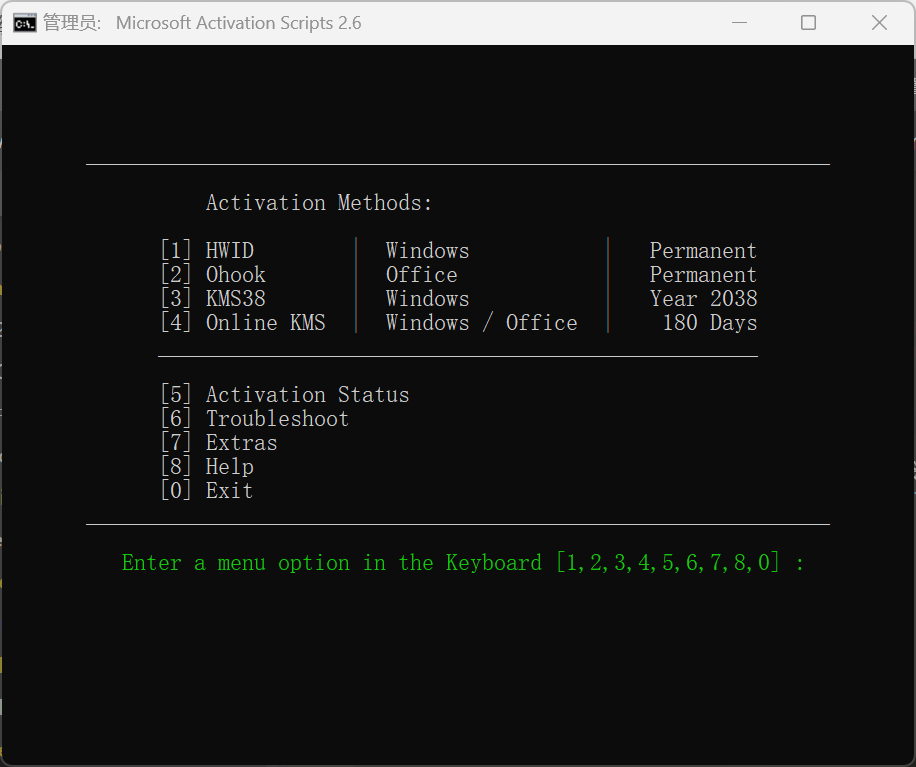 管理员: Microsoft Activation Scripts 2.6
Activation Methods:
[1] HWID Windows Permanent
[2] Ohook Office Permanent
[3] KMS38 Windows Year 2038
[4] Online KMS Windows / Office 180 Days
[5] Activation Status
[6] Troubleshoot
[7] Extras
[8] Help
[0] Exit
Enter a menu option in the Keyboard [1,2,3,4,5,6,7,8,0] :